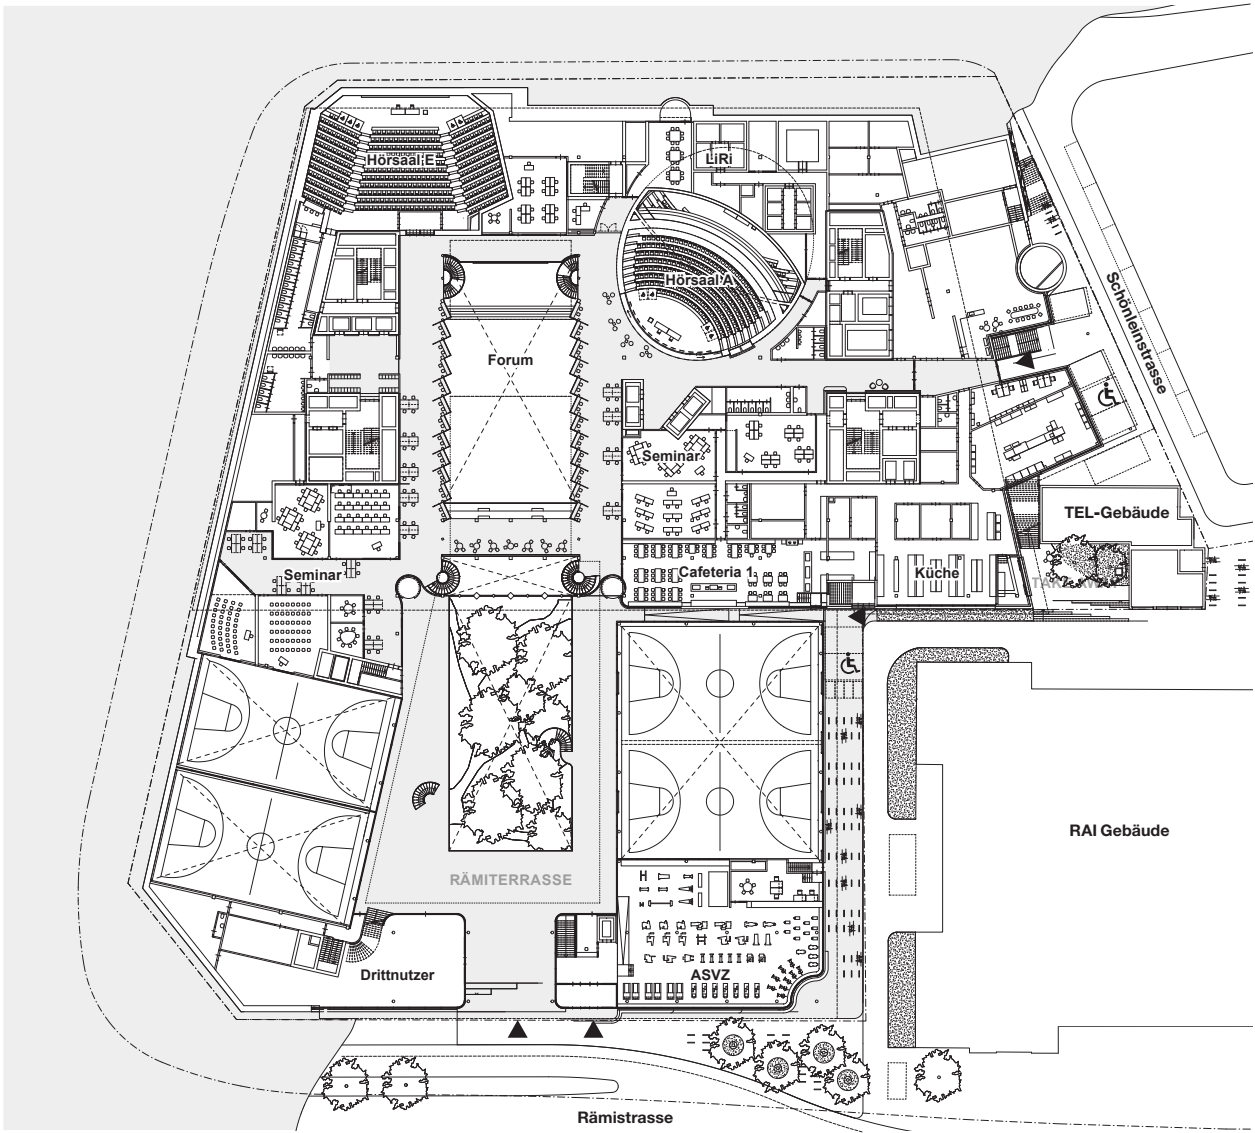 Hörsaal E
LiRi
Hörsaal A
Schönleinstrasse
Forum
Seminar
TEL-Gebäude
Seminar
Cafeteria 1
Küche
RAI Gebäude
RÄMITERRASSE
Drittnutzer
ASVZ
Rämistrasse